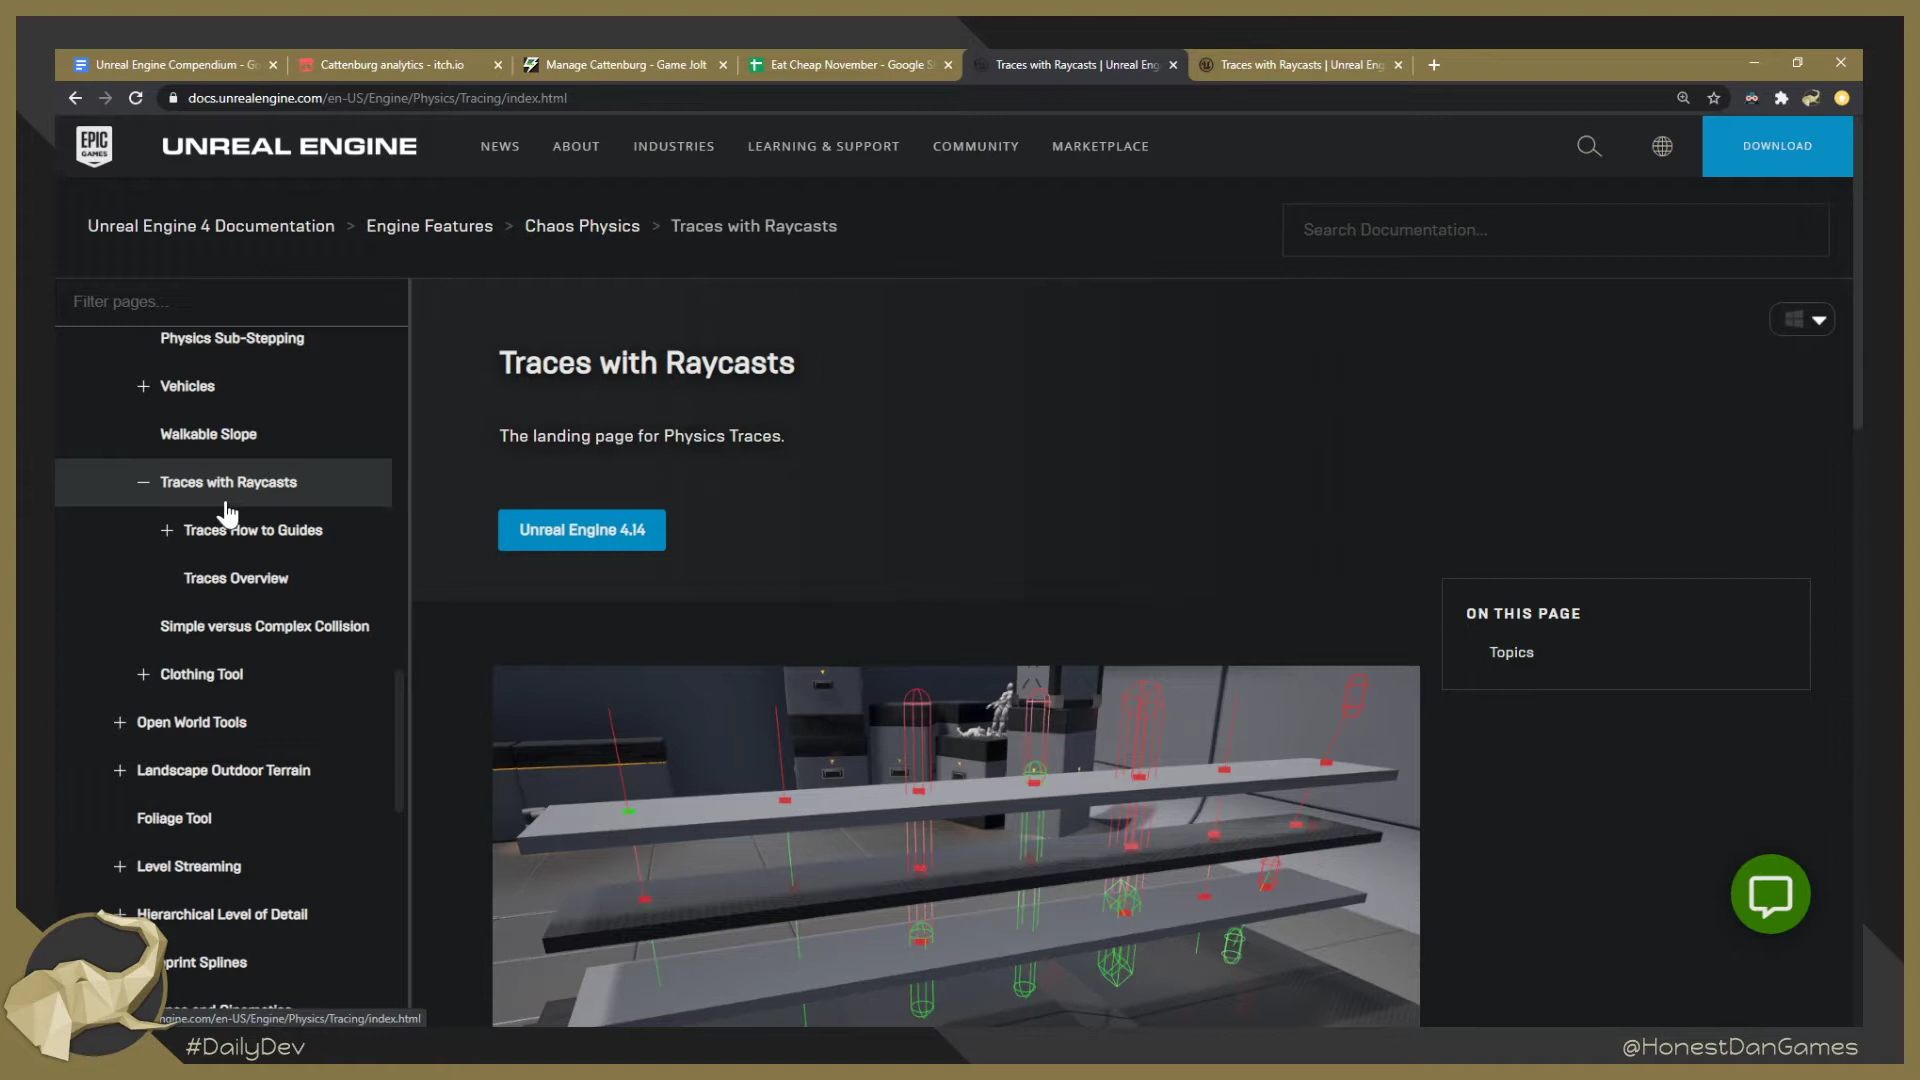 Unreal Engine Compendium - Go
Cattenburg analytics - itch.io
Manage Cattenburg - Game Jolt
Eat Cheap November - Google S
Traces with Raycasts | Unreal Eng
Traces with Raycasts | Unreal Eng
docs.unrealengine.com/en-US/Engine/Physics/Tracing/index.html
EPIC GAMES
UNREAL ENGINE
NEWS
ABOUT
INDUSTRIES
LEARNING & SUPPORT
COMMUNITY
MARKETPLACE
DOWNLOAD
Unreal Engine 4 Documentation > Engine Features > Chaos Physics > Traces with Raycasts
Search Documentation...
Filter pages...
Physics Sub-Stepping
Vehicles
Walkable Slope
Traces with Raycasts
Traces How to Guides
Traces Overview
Simple versus Complex Collision
Clothing Tool
Open World Tools
Landscape Outdoor Terrain
Foliage Tool
Level Streaming
Hierarchical Level of Detail
print Splines
Traces with Raycasts
The landing page for Physics Traces.
Unreal Engine 4.14
ON THIS PAGE
Topics
ngine.com/en-US/Engine/Physics/Tracing/index.html
#DailyDev
@HonestDanGames